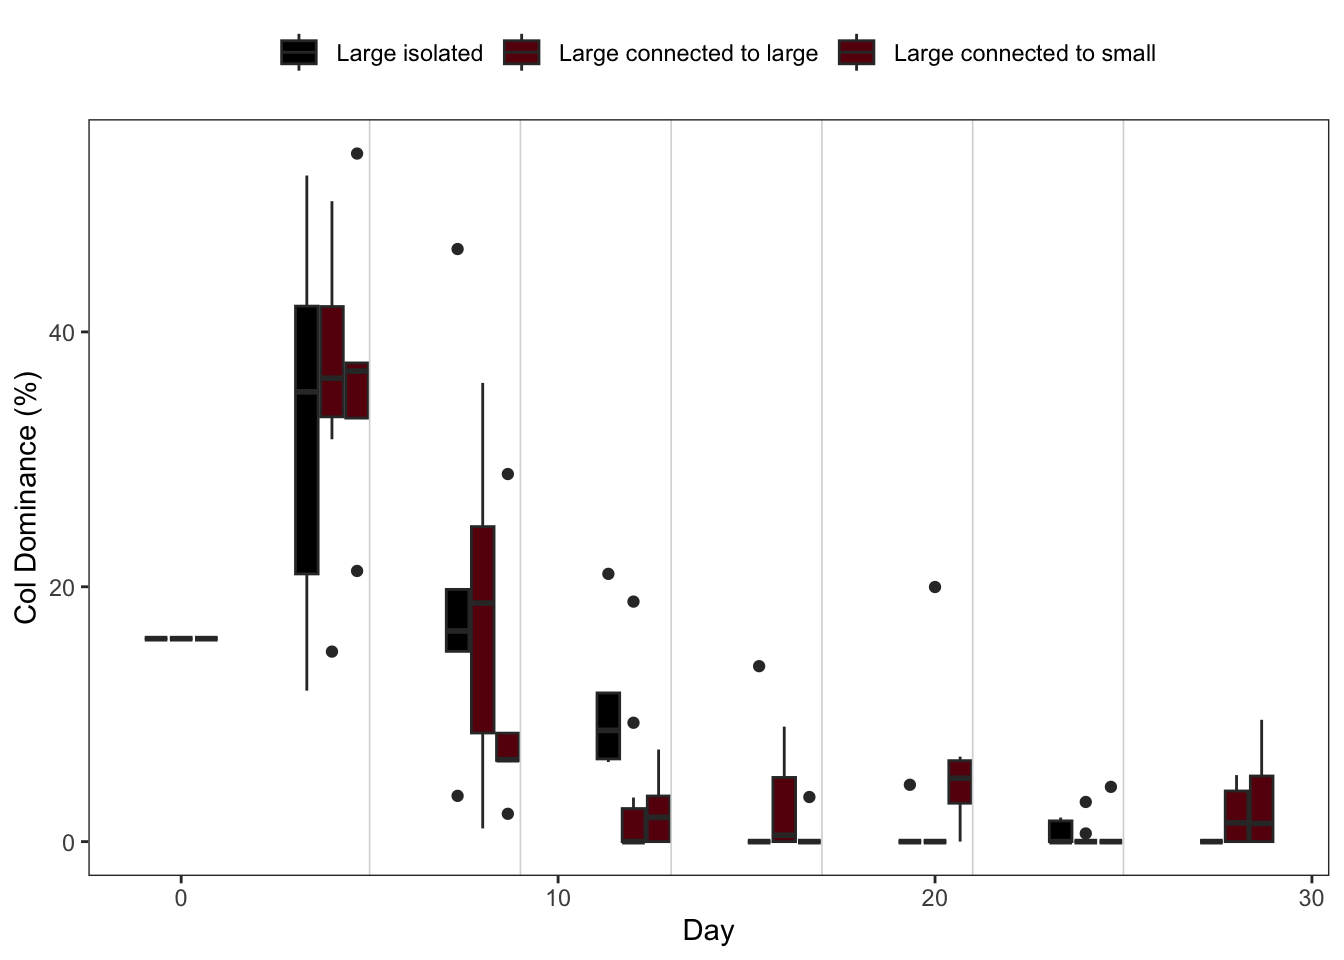 Large isolated Large connected to large Large connected to small
Col Dominance (%)
40
20
0
0 10 20 30
Day